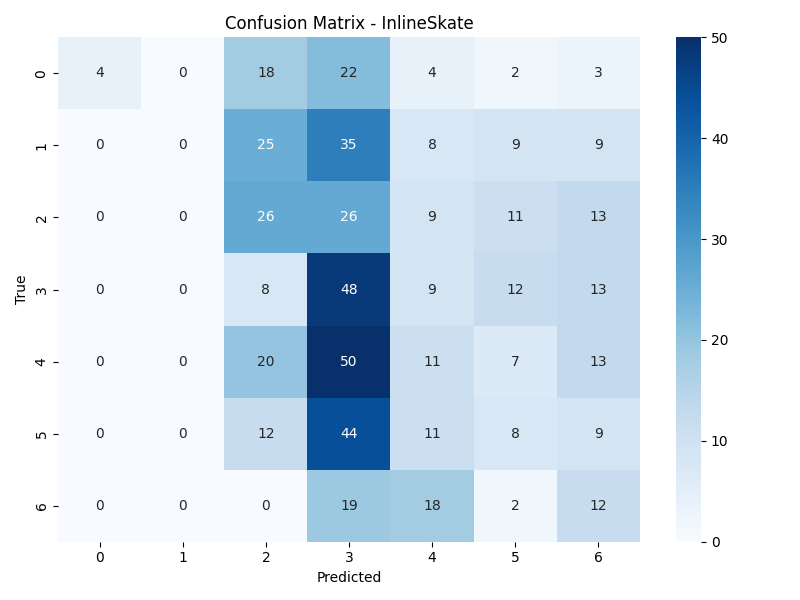 Confusion Matrix - InlineSkate
True
0 4 0 18 22 4 2 3
1 0 0 25 35 8 9 9
2 0 0 26 26 9 11 13
3 0 0 8 48 9 12 13
4 0 0 20 50 11 7 13
5 0 0 12 44 11 8 9
6 0 0 0 19 18 2 12
0 1 2 3 4 5 6
Predicted
50
40
30
20
10
0